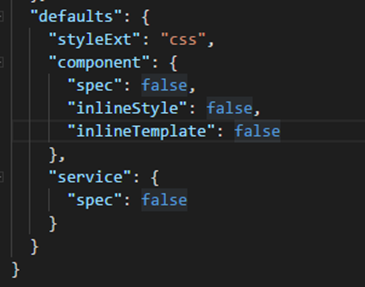 "defaults": {
"styleExt": "css",
"component": {
"spec": false,
"inlineStyle": false,
"inlineTemplate": false
},
"service": {
"spec": false
}
}
}